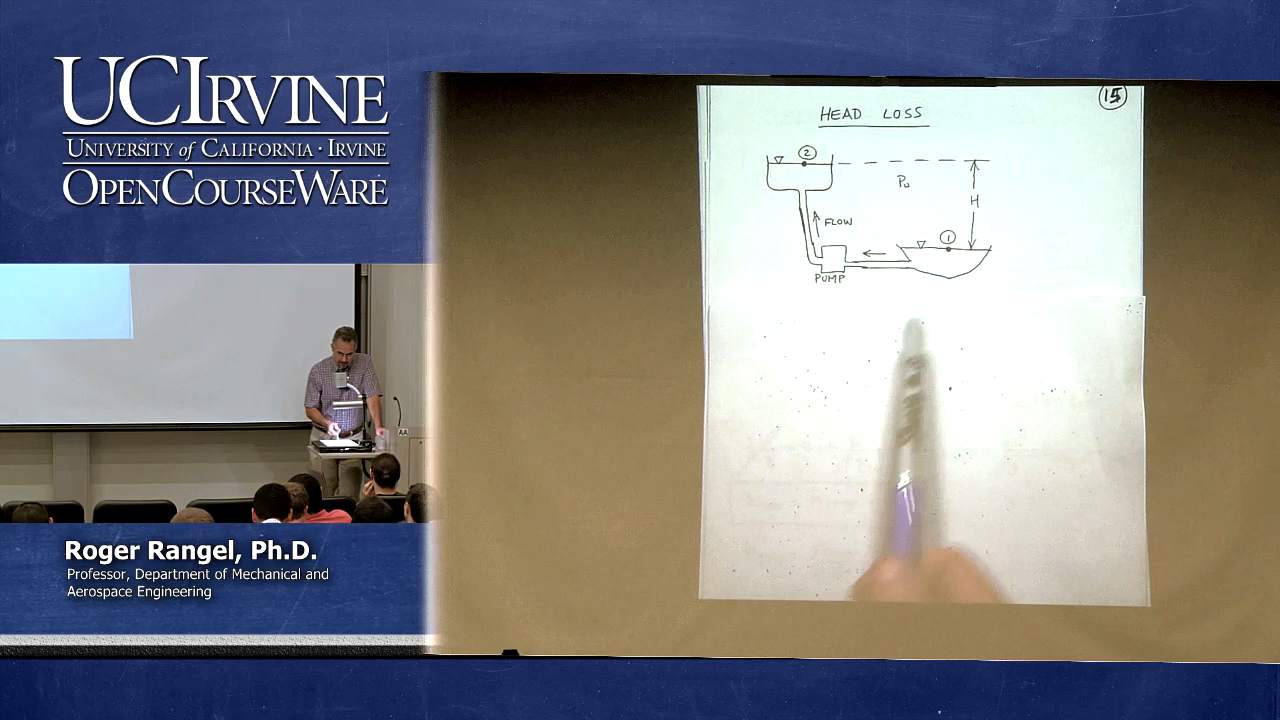 UCIRVINE
UNIVERSITY of CALIFORNIA · IRVINE
OPENCOURSEWARE
Roger Rangel, Ph.D.
Professor, Department of Mechanical and
Aerospace Engineering
15
HEAD LOSS
2
P₀
H
FLOW
1
PUMP